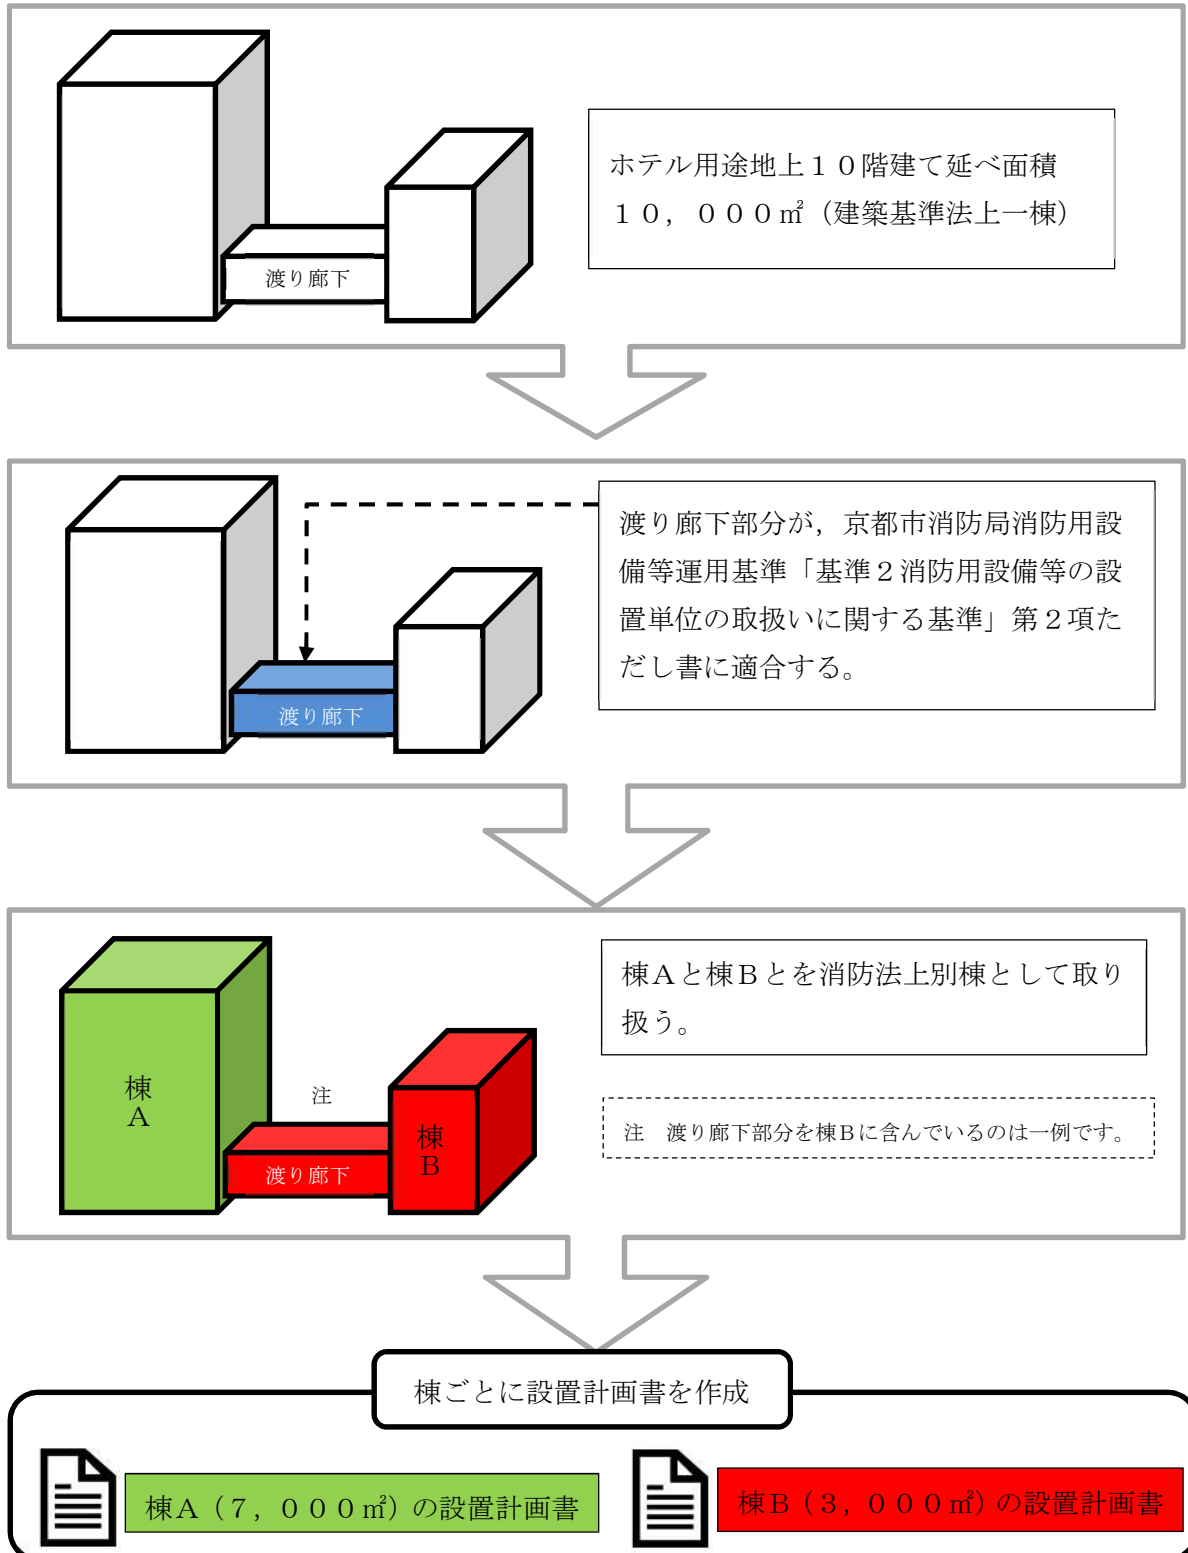 ホテル用途地上１０階建て延べ面積
１０，０００㎡（建築基準法上一棟）
渡り廊下
渡り廊下部分が，京都市消防局消防用設
備等運用基準「基準２消防用設備等の設
置単位の取扱いに関する基準」第２項た
だし書に適合する。
渡り廊下
棟Ａと棟Ｂとを消防法上別棟として取り
扱う。
棟
Ａ
注
棟
Ｂ
渡り廊下
注　渡り廊下部分を棟Ｂに含んでいるのは一例です。
棟ごとに設置計画書を作成
棟Ａ（７，０００㎡）の設置計画書
棟Ｂ（３，０００㎡）の設置計画書